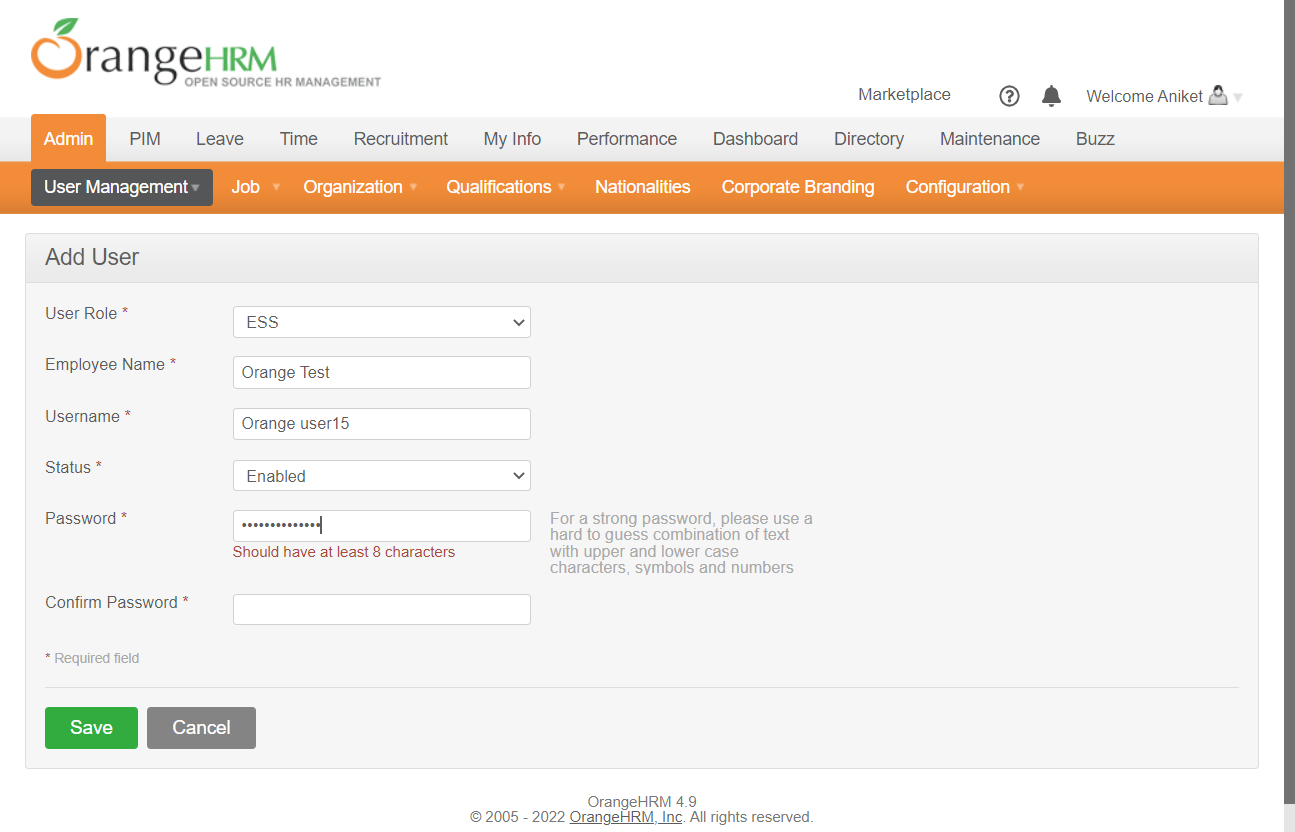 OrangeHRM
OPEN SOURCE HR MANAGEMENT
Marketplace ? Welcome Aniket
Admin PIM Leave Time Recruitment My Info Performance Dashboard Directory Maintenance Buzz
User Management Job Organization Qualifications Nationalities Corporate Branding Configuration
Add User
User Role * ESS
Employee Name * Orange Test
Username * Orange user15
Status * Enabled
Password * ••••••••••••••
Should have at least 8 characters
For a strong password, please use a
hard to guess combination of text
with upper and lower case
characters, symbols and numbers
Confirm Password *
* Required field
Save Cancel
OrangeHRM 4.9
© 2005 - 2022 OrangeHRM, Inc. All rights reserved.